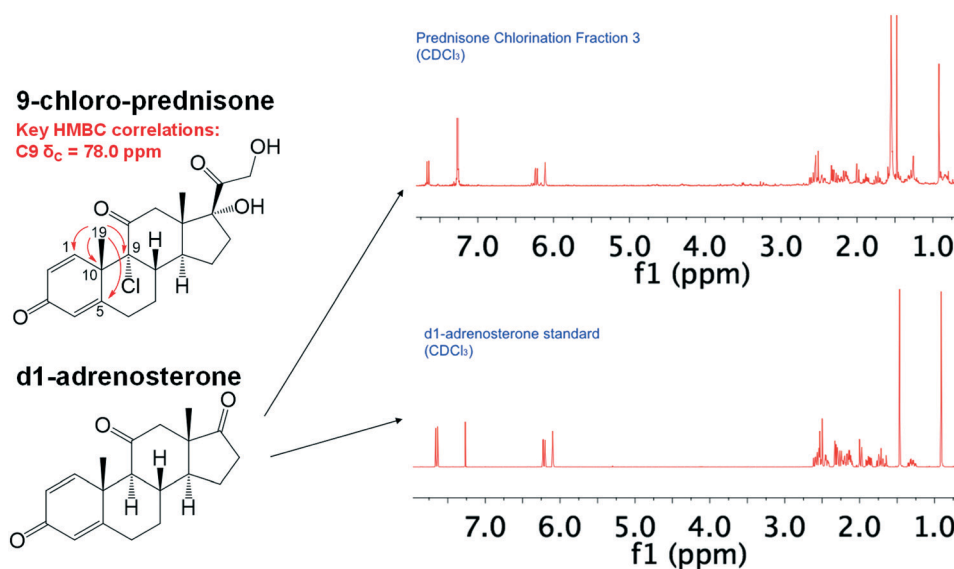 9-chloro-prednisone
Key HMBC correlations:
C9 δC = 78.0 ppm
OH
O
OH
O
19
1
9
H
10
Cl
H
5
O
d1-adrenosterone
O
O
H
H
H
O
Prednisone Chlorination Fraction 3
(CDCl₃)
7.0 6.0 5.0 4.0 3.0 2.0 1.0
f1 (ppm)
d1-adrenosterone standard
(CDCl₃)
7.0 6.0 5.0 4.0 3.0 2.0 1.0
f1 (ppm)